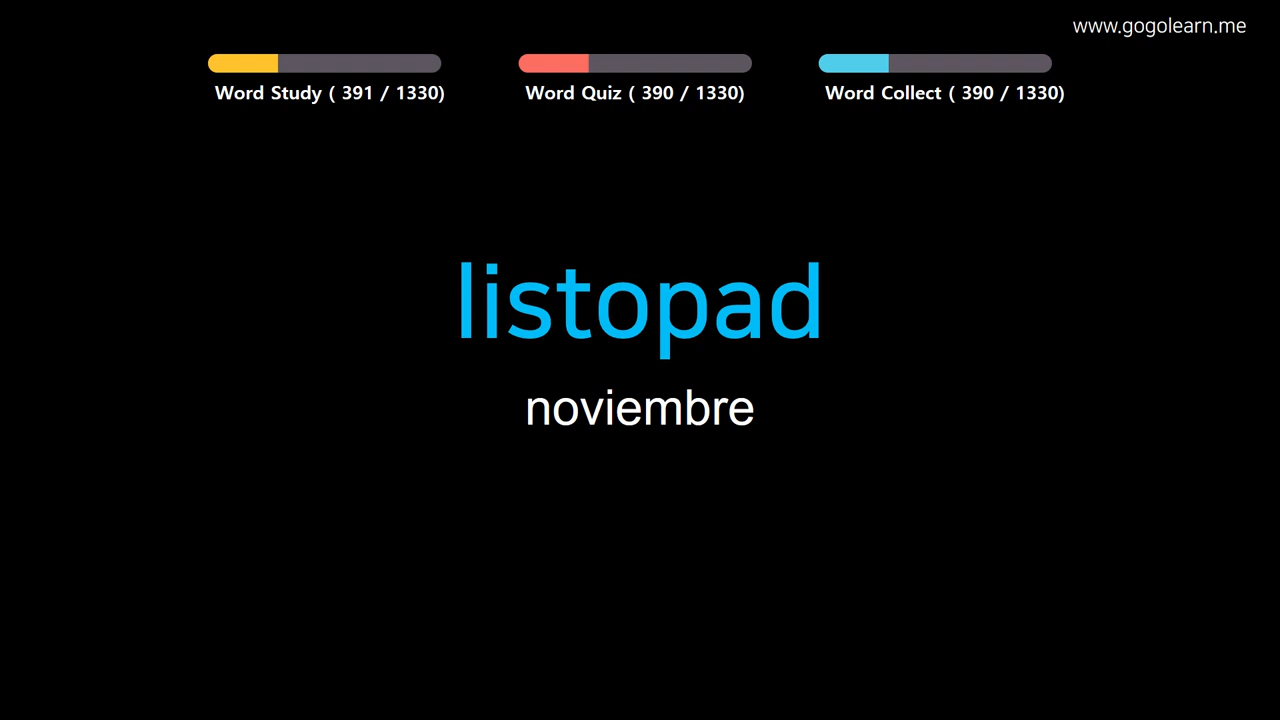 www.gogolearn.me
Word Study ( 391 / 1330)
Word Quiz ( 390 / 1330)
Word Collect ( 390 / 1330)
listopad
noviembre